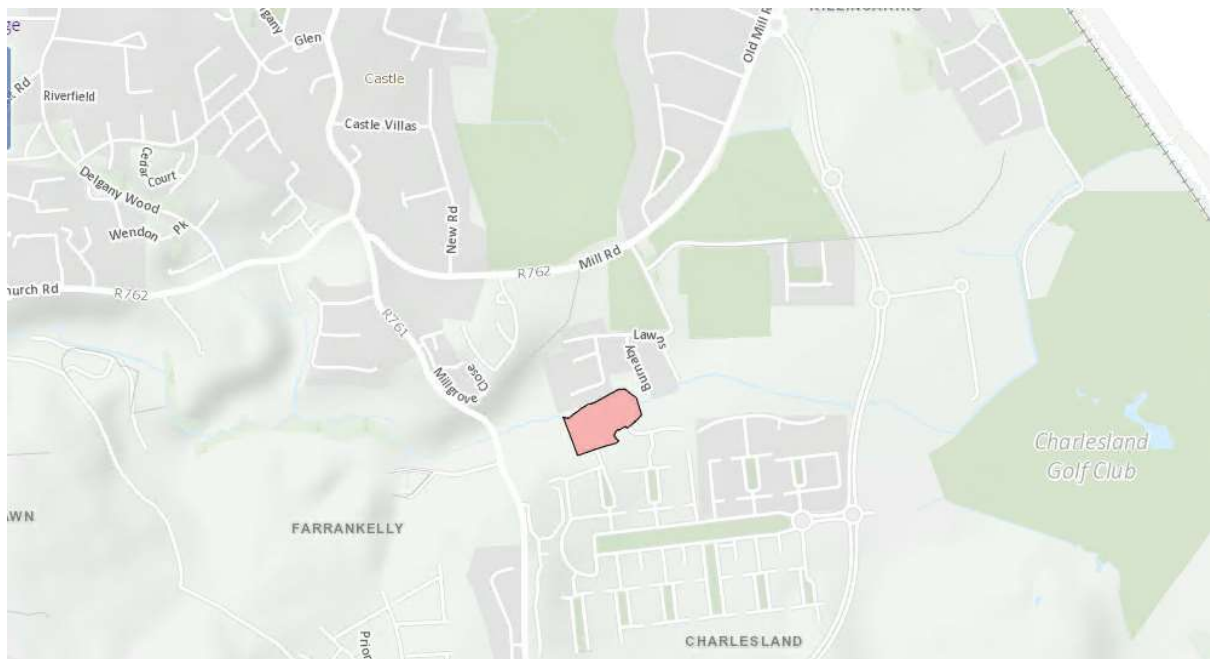 Old Mill R
Glen
Castle
Riverfield
Castle Villas
Cedar
Court
Delgany Wood
Pk
Wendon
New Rd
Mill Rd
R762
hurch Rd
R762
R761
Lawns
Burnaby
Millgrove
Close
Charlesland
Golf Club
AWN
FARRANKELLY
CHARLESLAND
Prio